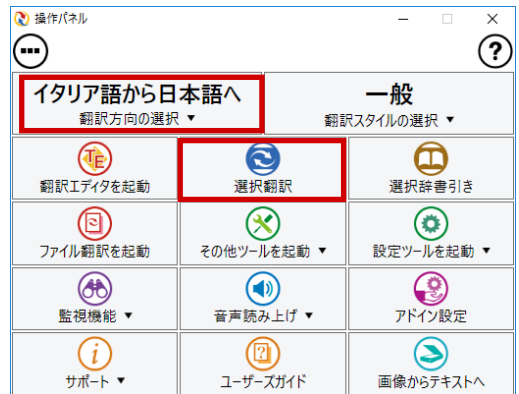 操作パネル
イタリア語から日本語へ
翻訳方向の選択 ▼
一般
翻訳スタイルの選択 ▼
TE
翻訳エディタを起動
選択翻訳
選択辞書引き
ファイル翻訳を起動
その他ツールを起動 ▼
設定ツールを起動 ▼
監視機能 ▼
音声読み上げ ▼
アドイン設定
サポート ▼
ユーザーズガイド
画像からテキストへ